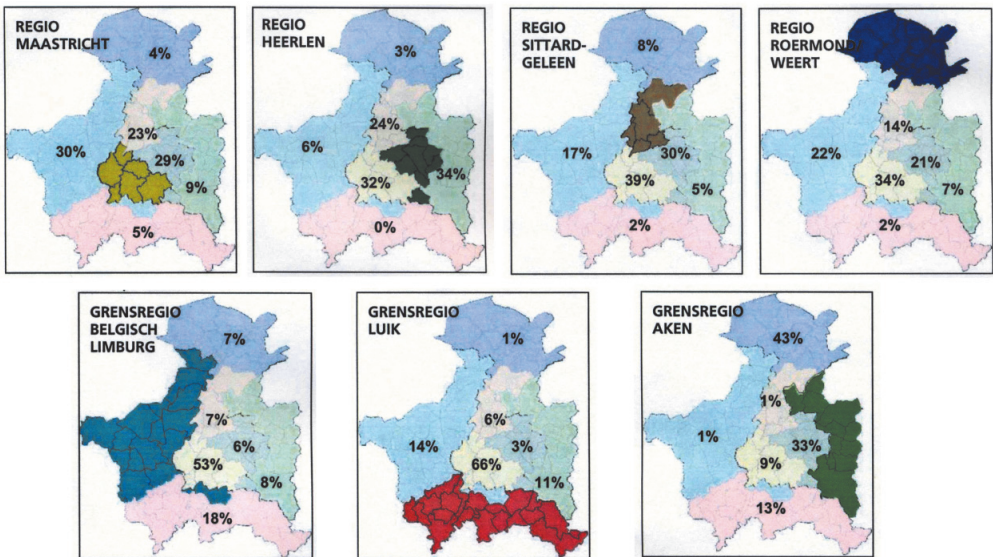 REGIO
MAASTRICHT
4%
23%
30%
29%
9%
5%
REGIO
HEERLEN
3%
24%
6%
34%
32%
0%
REGIO
SITTARD-
GELEEN
8%
17%
30%
39%
5%
2%
REGIO
ROERMOND/
WEERT
14%
22%
21%
34%
7%
2%
GRENSREGIO
BELGISCH
LIMBURG
7%
7%
6%
53%
8%
18%
GRENSREGIO
LUIK
1%
6%
14%
3%
66%
11%
GRENSREGIO
AKEN
43%
1%
1%
33%
9%
13%